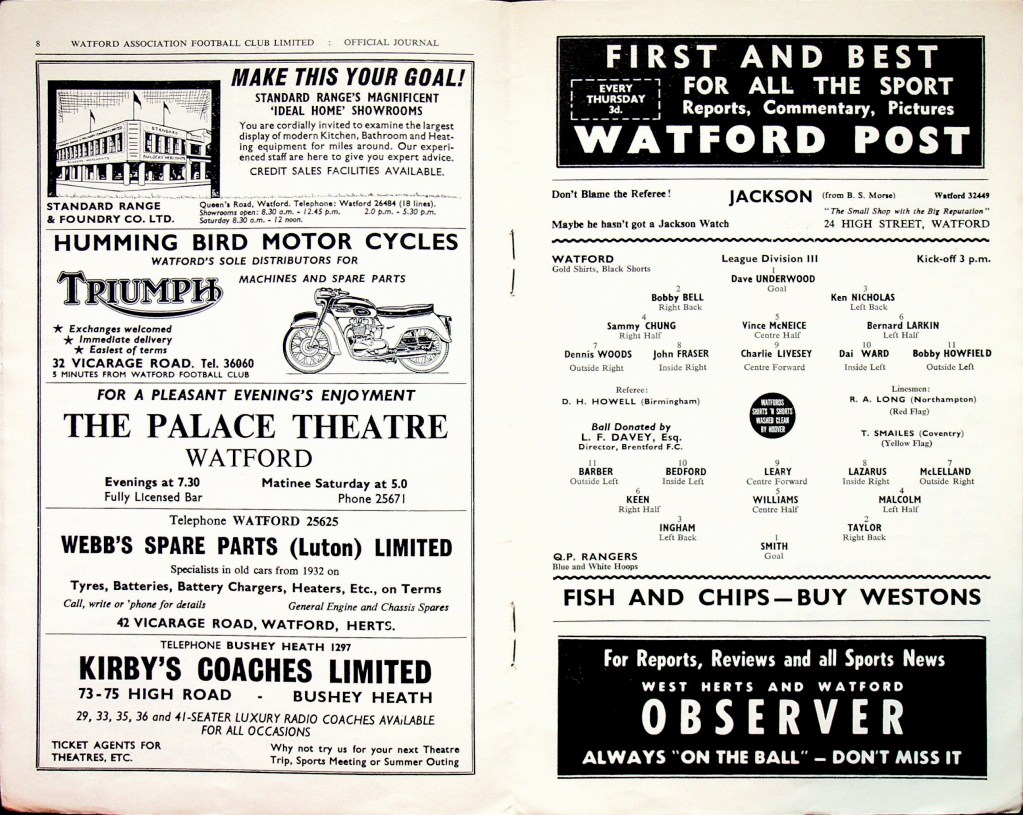 8 WATFORD ASSOCIATION FOOTBALL CLUB LIMITED : OFFICIAL JOURNAL
MAKE THIS YOUR GOAL!
STANDARD RANGE'S MAGNIFICENT
'IDEAL HOME' SHOWROOMS
You are cordially invited to examine the largest
display of modern Kitchen, Bathroom and Heat-
ing equipment for miles around. Our experi-
enced staff are here to give you expert advice.
CREDIT SALES FACILITIES AVAILABLE.
STANDARD
STANDARD RANGE
& FOUNDRY CO. LTD.
Queen's Road, Watford. Telephone: Watford 26484 (18 lines).
Showrooms open: 8.30 a.m. - 12.45 p.m. 2.0 p.m. - 5.30 p.m.
Saturday 8.30 a.m. - 12 noon.
HUMMING BIRD MOTOR CYCLES
WATFORD'S SOLE DISTRIBUTORS FOR
TRIUMPH
MACHINES AND SPARE PARTS
★ Exchanges welcomed
★ Immediate delivery
★ Easiest of terms
32 VICARAGE ROAD. Tel. 36060
5 MINUTES FROM WATFORD FOOTBALL CLUB
FOR A PLEASANT EVENING'S ENJOYMENT
THE PALACE THEATRE
WATFORD
Evenings at 7.30 Matinee Saturday at 5.0
Fully Licensed Bar Phone 25671
Telephone WATFORD 25625
WEBB'S SPARE PARTS (Luton) LIMITED
Specialists in old cars from 1932 on
Tyres, Batteries, Battery Chargers, Heaters, Etc., on Terms
Call, write or 'phone for details General Engine and Chassis Spares
42 VICARAGE ROAD, WATFORD, HERTS.
TELEPHONE BUSHEY HEATH 1297
KIRBY'S COACHES LIMITED
73-75 HIGH ROAD - BUSHEY HEATH
29, 33, 35, 36 and 41-SEATER LUXURY RADIO COACHES AVAILABLE
FOR ALL OCCASIONS
TICKET AGENTS FOR
THEATRES, ETC.
Why not try us for your next Theatre
Trip, Sports Meeting or Summer Outing
FIRST AND BEST
EVERY
THURSDAY
3d.
FOR ALL THE SPORT
Reports, Commentary, Pictures
WATFORD POST
Don't Blame the Referee! JACKSON (from B. S. Morse) Watford 32449
"The Small Shop with the Big Reputation"
Maybe he hasn't got a Jackson Watch 24 HIGH STREET, WATFORD
WATFORD League Division III Kick-off 3 p.m.
Gold Shirts, Black Shorts
1
Dave UNDERWOOD
Goal
2 3
Bobby BELL Ken NICHOLAS
Right Back Left Back
4 5 6
Sammy CHUNG Vince McNEICE Bernard LARKIN
Right Half Centre Half Left Half
7 8 9 10 11
Dennis WOODS John FRASER Charlie LIVESEY Dai WARD Bobby HOWFIELD
Outside Right Inside Right Centre Forward Inside Left Outside Left
Referee:
D. H. HOWELL (Birmingham)
Ball Donated by
L. F. DAVEY, Esq.
Director, Brentford F.C.
WATFORDS
SHIRTS 'N SHORTS
WASHED CLEAN
BY HOOVER
Linesmen:
R. A. LONG (Northampton)
(Red Flag)
T. SMAILES (Coventry)
(Yellow Flag)
11 10 9 8 7
BARBER BEDFORD LEARY LAZARUS McLELLAND
Outside Left Inside Left Centre Forward Inside Right Outside Right
6 5 4
KEEN WILLIAMS MALCOLM
Right Half Centre Half Left Half
3 2
INGHAM TAYLOR
Left Back Right Back
1
SMITH
Goal
Q.P. RANGERS
Blue and White Hoops
FISH AND CHIPS—BUY WESTONS
For Reports, Reviews and all Sports News
WEST HERTS AND WATFORD
OBSERVER
ALWAYS "ON THE BALL" – DON'T MISS IT